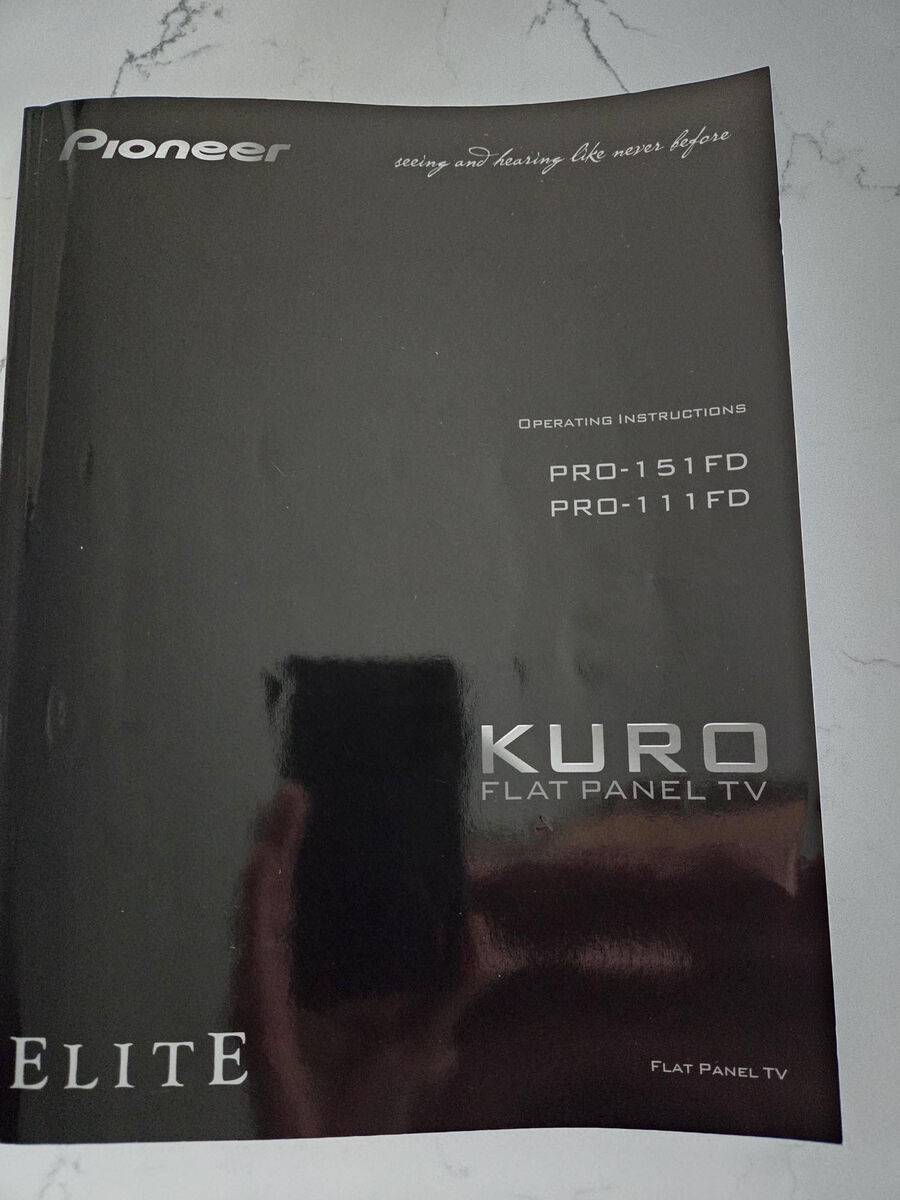 Pioneer
seeing and hearing like never before
Operating Instructions
PRO-151FD
PRO-111FD
KURO
FLAT PANEL TV
ELITE
Flat Panel TV